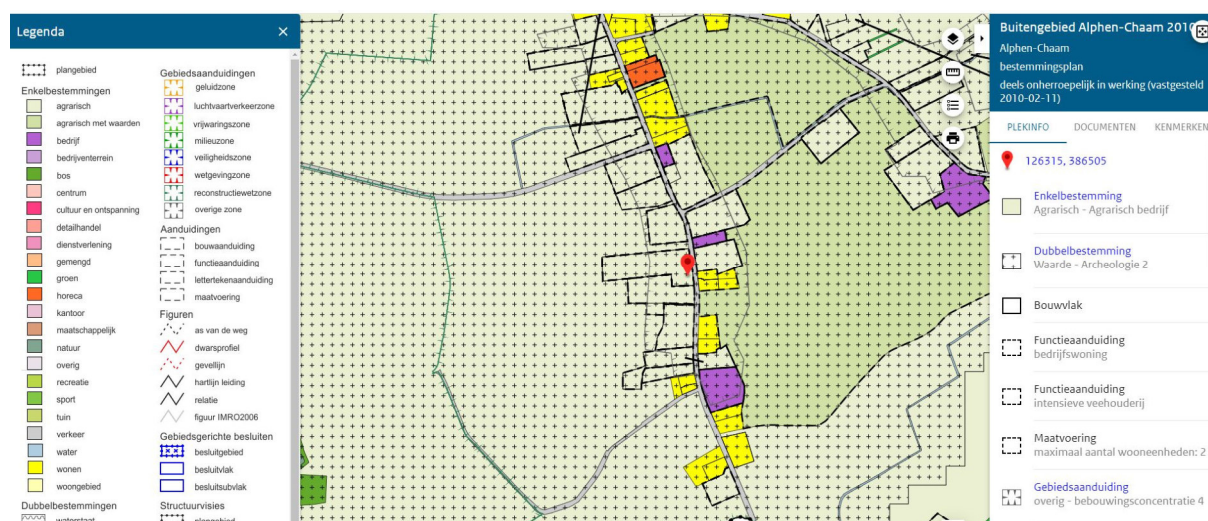 Legenda
plangebied
Enkelbestemmingen
agrarisch
agrarisch met waarden
bedrijf
bedrijventerrein
bos
centrum
cultuur en ontspanning
detailhandel
dienstverlening
gemengd
groen
horeca
kantoor
maatschappelijk
natuur
overig
recreatie
sport
tuin
verkeer
water
wonen
woongebied
Dubbelbestemmingen
waterstaat
Gebiedsaanduidingen
geluidzone
luchtvaartverkeerzone
vrijwaringszone
milieuzone
veiligheidszone
wetgevingzone
reconstructiewetzone
overige zone
Aanduidingen
bouwaanduiding
functieaanduiding
lettertekenaanduiding
maatvoering
Figuren
as van de weg
dwarsprofiel
gevellijn
hartlijn leiding
relatie
figuur IMRO2006
Gebiedsgerichte besluiten
besluitgebied
besluitvlak
besluitsubvlak
Structuurvisies
plangebied
Buitengebied Alphen-Chaam 2010
Alphen-Chaam
bestemmingsplan
deels onherroepelijk in werking (vastgesteld
2010-02-11)
PLEKINFO DOCUMENTEN KENMERKEN
126315, 386505
Enkelbestemming
Agrarisch - Agrarisch bedrijf
Dubbelbestemming
Waarde - Archeologie 2
Bouwvlak
Functieaanduiding
bedrijfswoning
Functieaanduiding
intensieve veehouderij
Maatvoering
maximaal aantal wooneenheden: 2
Gebiedsaanduiding
overig - bebouwingsconcentratie 4